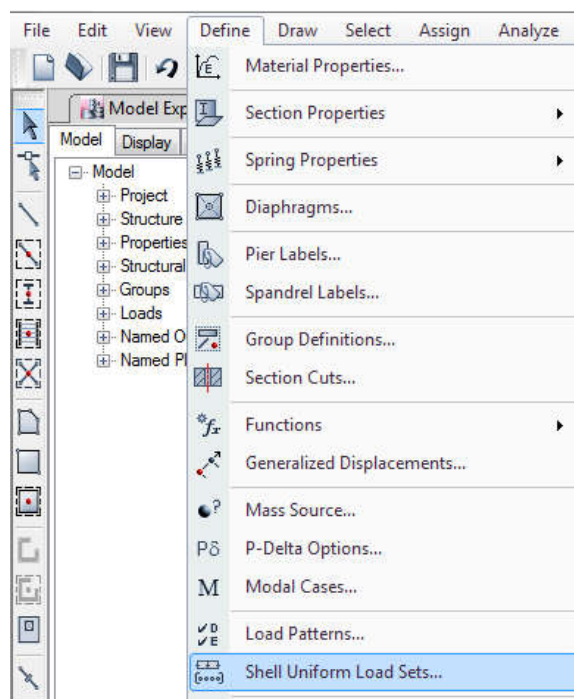 File Edit View Define Draw Select Assign Analyze
Material Properties...
Model Exp
Section Properties
Model Display
Spring Properties
Model
Project
Diaphragms...
Structure
Properties
Pier Labels...
Structural
Groups
Spandrel Labels...
Loads
Named O
Group Definitions...
Named Pl
Section Cuts...
Functions
Generalized Displacements...
Mass Source...
Pδ P-Delta Options...
M Modal Cases...
Load Patterns...
Shell Uniform Load Sets...